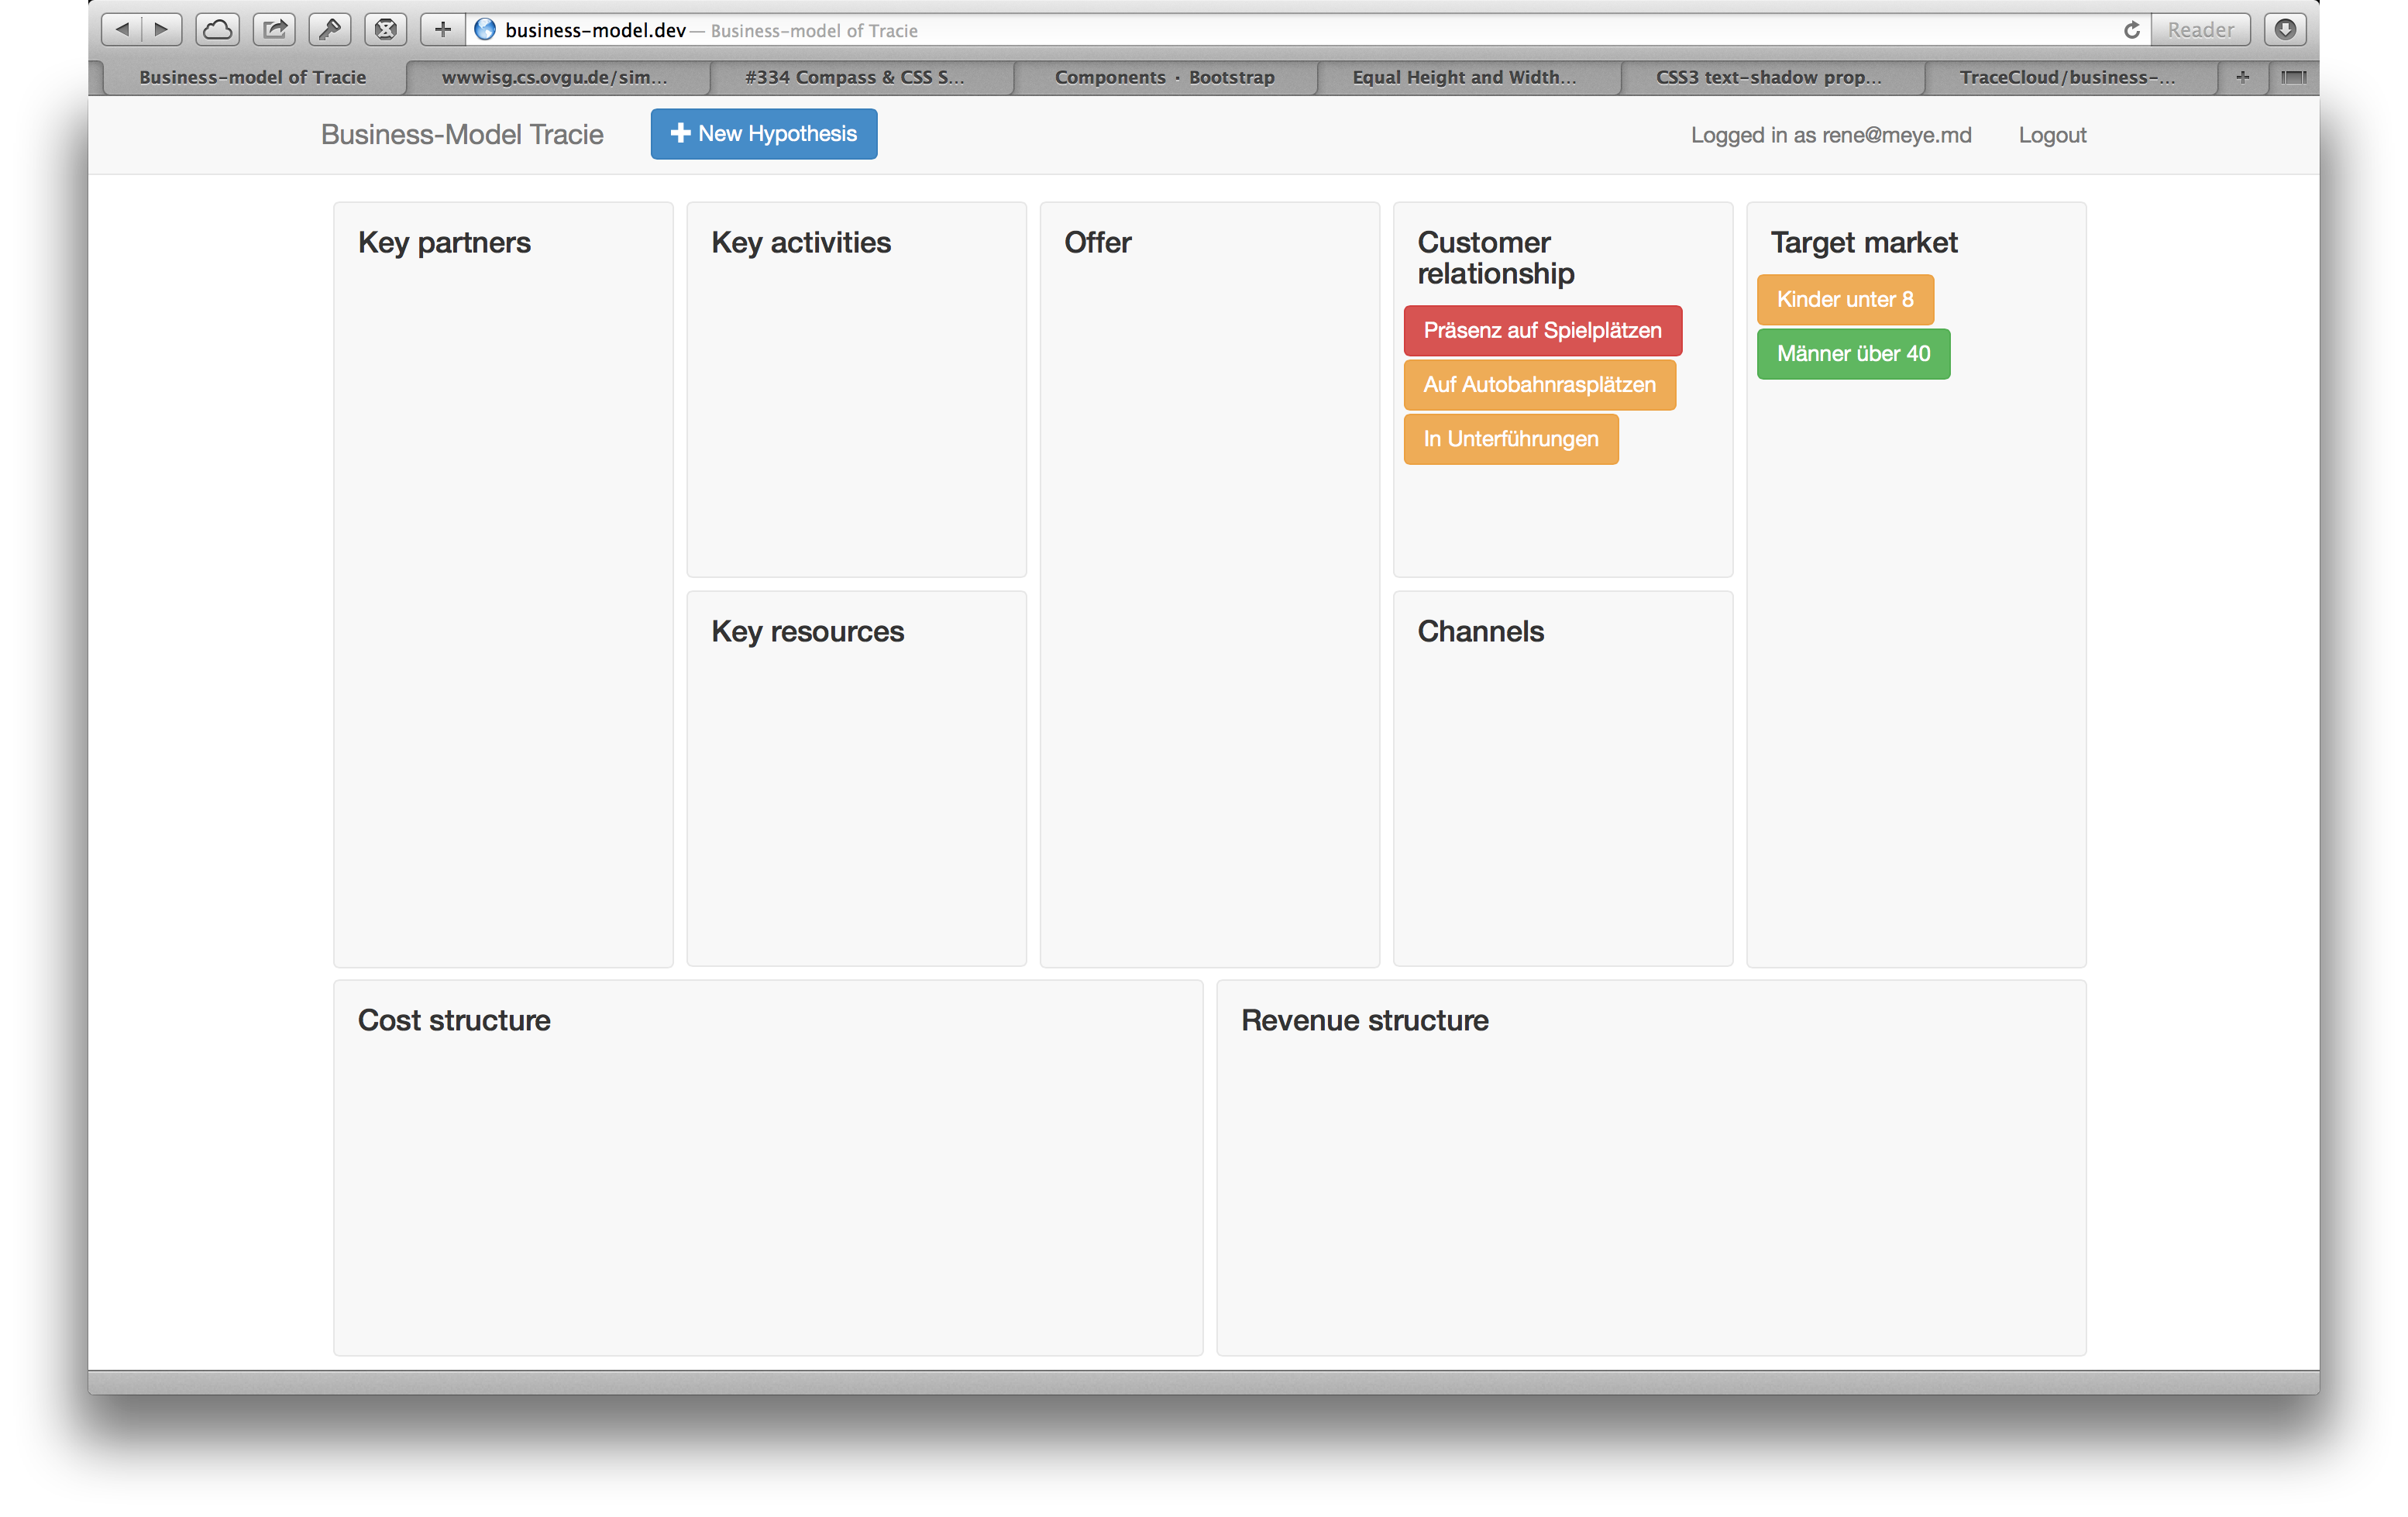 business-model.dev — Business-model of Tracie
Reader
Business-model of Tracie
wwwisg.cs.ovgu.de/sim...
#334 Compass & CSS S...
Components · Bootstrap
Equal Height and Width...
CSS3 text-shadow prop...
TraceCloud/business-...
Business-Model Tracie
New Hypothesis
Logged in as rene@meye.md
Logout
Key partners
Key activities
Offer
Customer
relationship
Präsenz auf Spielplätzen
Auf Autobahnrasplätzen
In Unterführungen
Target market
Kinder unter 8
Männer über 40
Key resources
Channels
Cost structure
Revenue structure